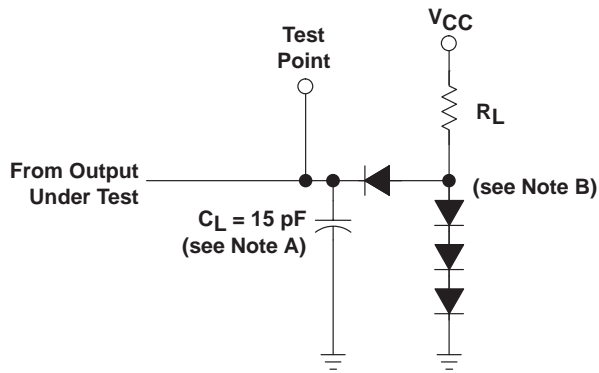 Test
Point
VCC
RL
From Output
Under Test
(see Note B)
CL = 15 pF
(see Note A)